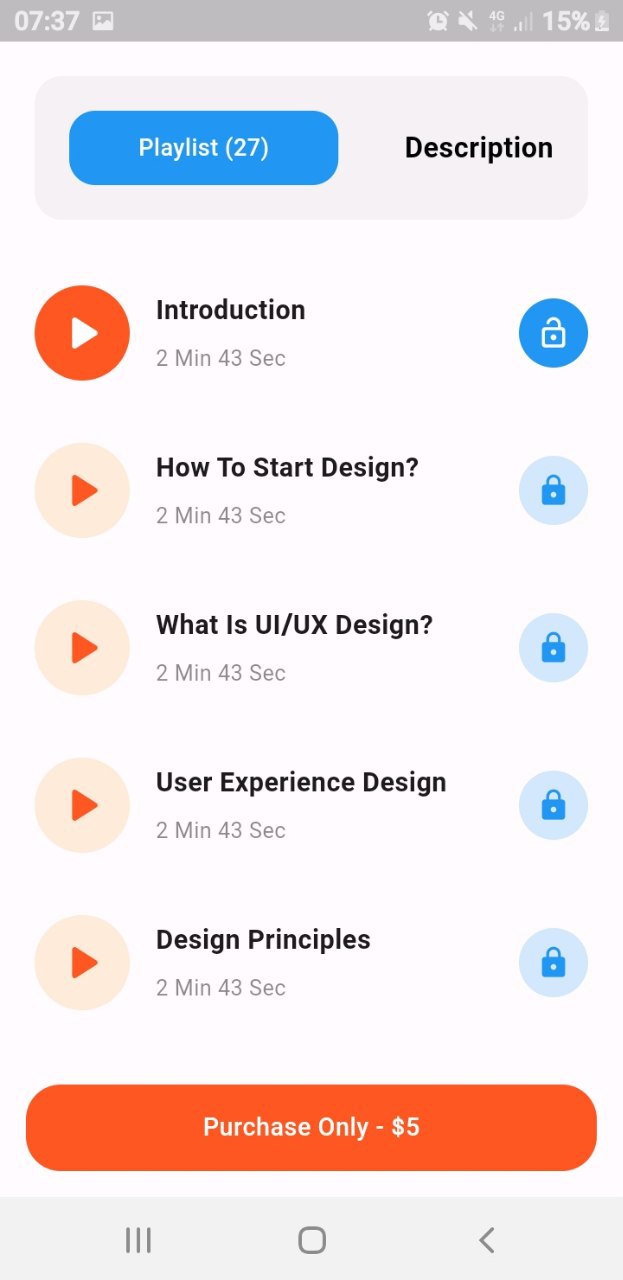 07:37
4G
15%
Playlist (27)
Description
Introduction
2 Min 43 Sec
How To Start Design?
2 Min 43 Sec
What Is UI/UX Design?
2 Min 43 Sec
User Experience Design
2 Min 43 Sec
Design Principles
2 Min 43 Sec
Purchase Only - $5